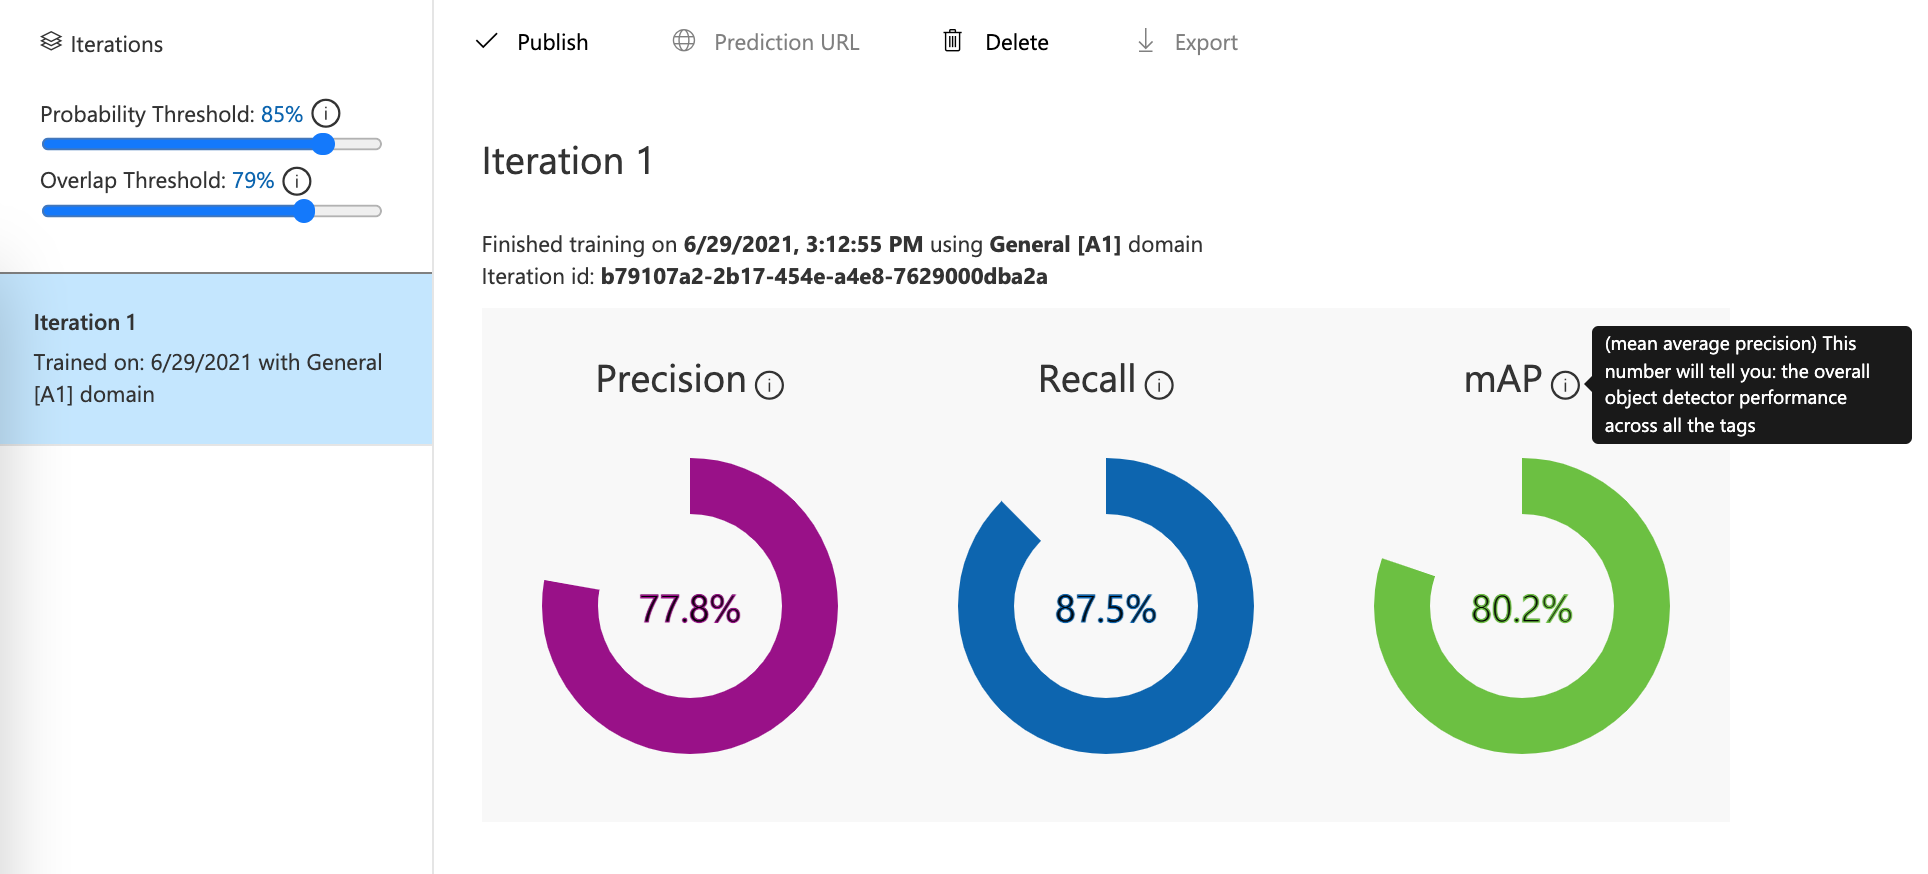 Iterations
Probability Threshold: 85%
Overlap Threshold: 79%
Iteration 1
Trained on: 6/29/2021 with General
[A1] domain
Publish
Prediction URL
Delete
Export
Iteration 1
Finished training on 6/29/2021, 3:12:55 PM using General [A1] domain
Iteration id: b79107a2-2b17-454e-a4e8-7629000dba2a
Precision
Recall
mAP
(mean average precision) This
number will tell you: the overall
object detector performance
across all the tags
77.8%
87.5%
80.2%